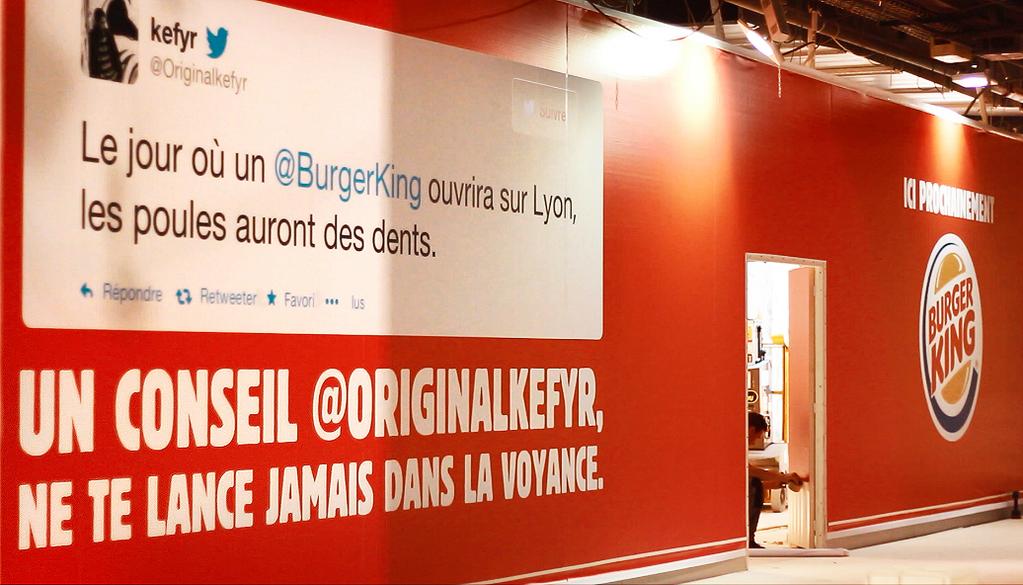 kefyr
@Originalkefyr
Suivre
Le jour où un @BurgerKing ouvrira sur Lyon,
les poules auront des dents.
Répondre Retweeter Favori ••• lus
UN CONSEIL @ORIGINALKEFYR,
NE TE LANCE JAMAIS DANS LA VOYANCE.
ICI PROCHAINEMENT
BURGER
KING